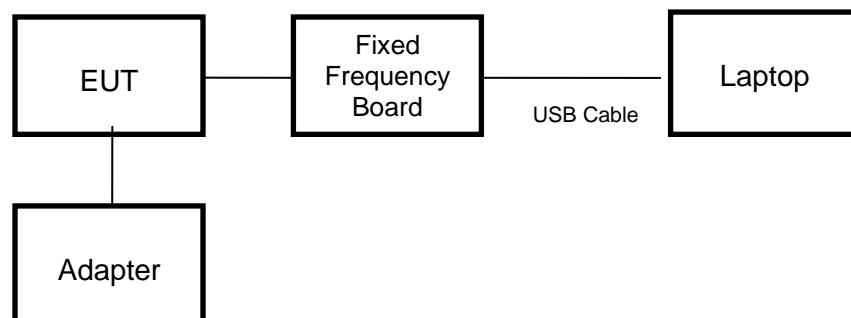 EUT
Fixed
Frequency
Board
USB Cable
Laptop
Adapter